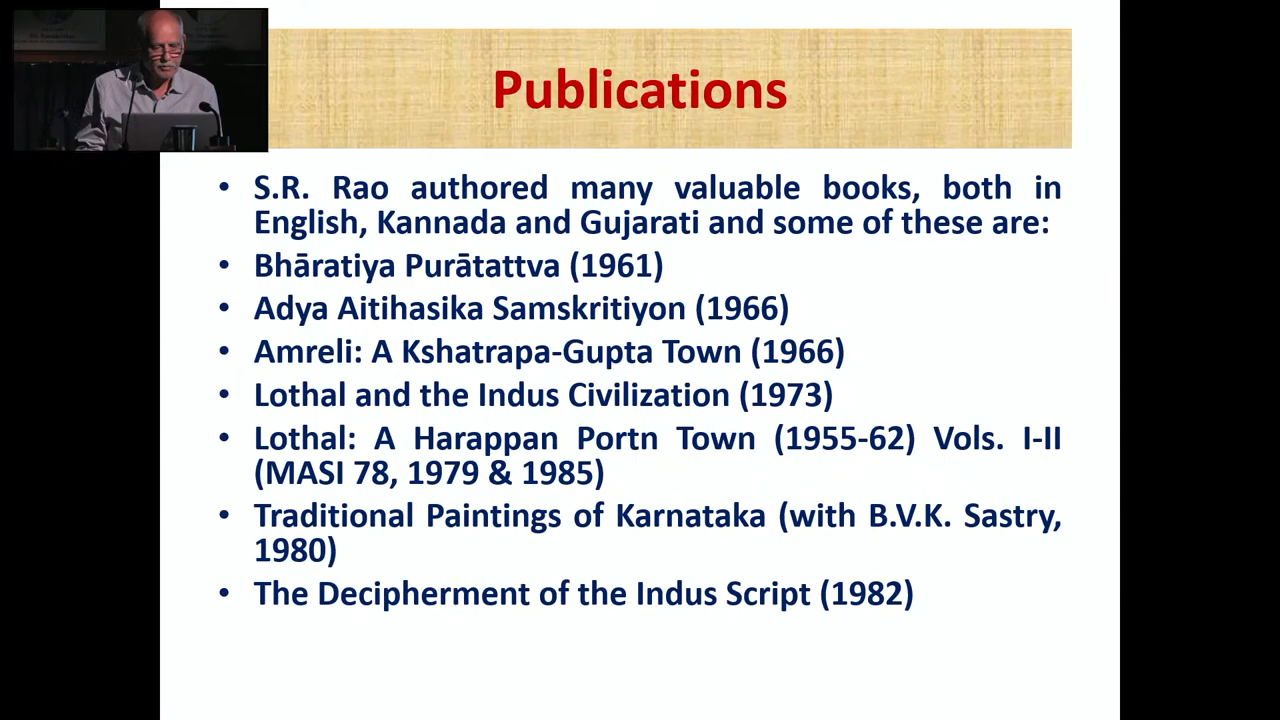 Publications
• S.R. Rao authored many valuable books, both in
English, Kannada and Gujarati and some of these are:
• Bhāratiya Purātattva (1961)
• Adya Aitihasika Samskritiyon (1966)
• Amreli: A Kshatrapa-Gupta Town (1966)
• Lothal and the Indus Civilization (1973)
• Lothal: A Harappan Portn Town (1955-62) Vols. I-II
(MASI 78, 1979 & 1985)
• Traditional Paintings of Karnataka (with B.V.K. Sastry,
1980)
• The Decipherment of the Indus Script (1982)